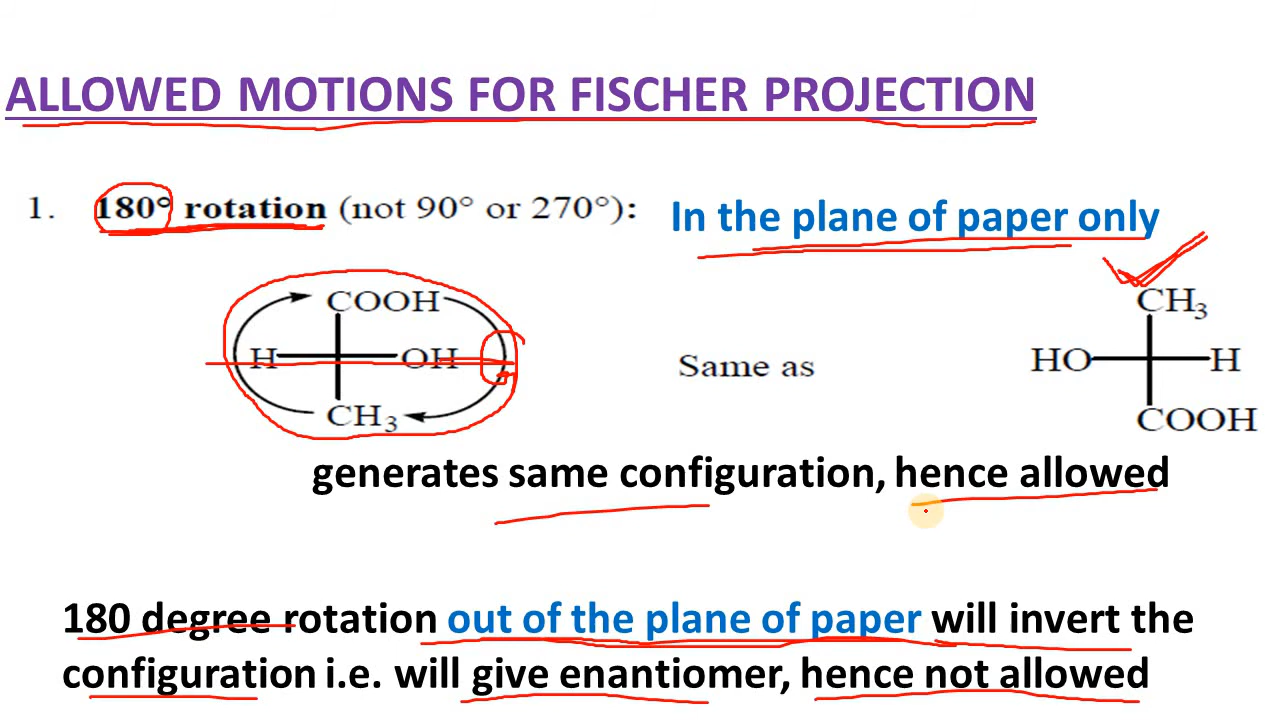 ALLOWED MOTIONS FOR FISCHER PROJECTION
1. 180° rotation (not 90° or 270°): In the plane of paper only
COOH
H OH
CH3
Same as
CH3
HO H
COOH
generates same configuration, hence allowed
180 degree rotation out of the plane of paper will invert the
configuration i.e. will give enantiomer, hence not allowed